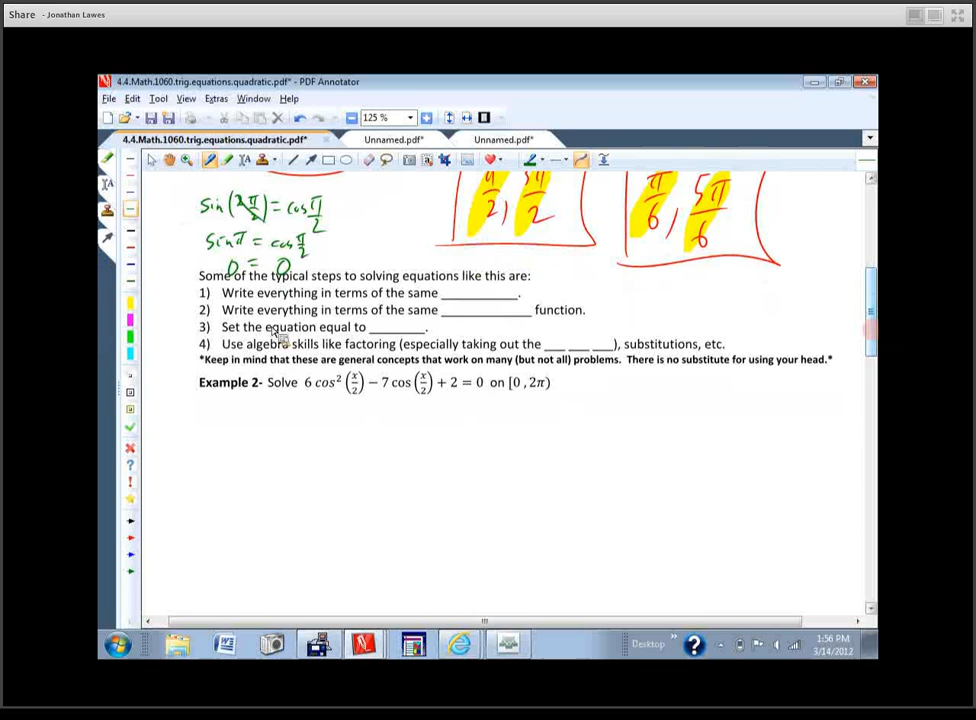 Share - Jonathan Lawes
4.4.Math.1060.trig.equations.quadratic.pdf* - PDF Annotator
File Edit Tool View Extras Window Help
125 %
4.4.Math.1060.trig.equations.quadratic.pdf* Unnamed.pdf* Unnamed.pdf*
π/2, 5π/2
π/6, 5π/6
sin(2π/2) = cos π/2
sin π = cos π/2
0 = 0
Some of the typical steps to solving equations like this are:
1) Write everything in terms of the same ____________.
2) Write everything in terms of the same ______________ function.
3) Set the equation equal to ________.
4) Use algebra skills like factoring (especially taking out the ___ ___ ___), substitutions, etc.
*Keep in mind that these are general concepts that work on many (but not all) problems. There is no substitute for using your head.*
Example 2- Solve 6 cos² (x/2) − 7 cos (x/2) + 2 = 0 on [0 , 2π)
Desktop
1:56 PM
3/14/2012